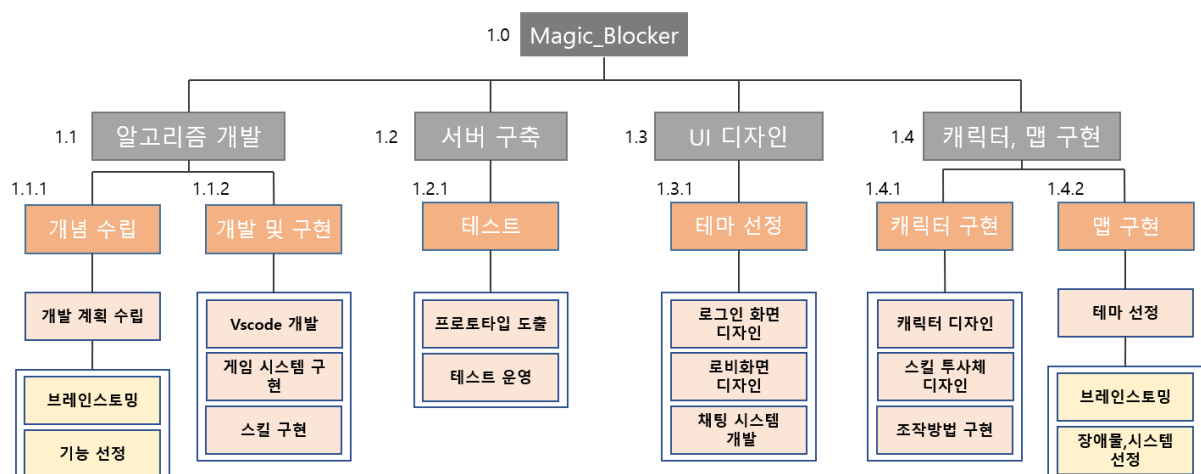 1.0
Magic_Blocker
1.1
알고리즘 개발
1.2
서버 구축
1.3
UI 디자인
1.4
캐릭터, 맵 구현
1.1.1
개념 수립
1.1.2
개발 및 구현
1.2.1
테스트
1.3.1
테마 선정
1.4.1
캐릭터 구현
1.4.2
맵 구현
개발 계획 수립
브레인스토밍
기능 선정
Vscode 개발
게임 시스템 구
현
스킬 구현
프로토타입 도출
테스트 운영
로그인 화면
디자인
로비화면
디자인
채팅 시스템
개발
캐릭터 디자인
스킬 투사체
디자인
조작방법 구현
테마 선정
브레인스토밍
장애물,시스템
선정